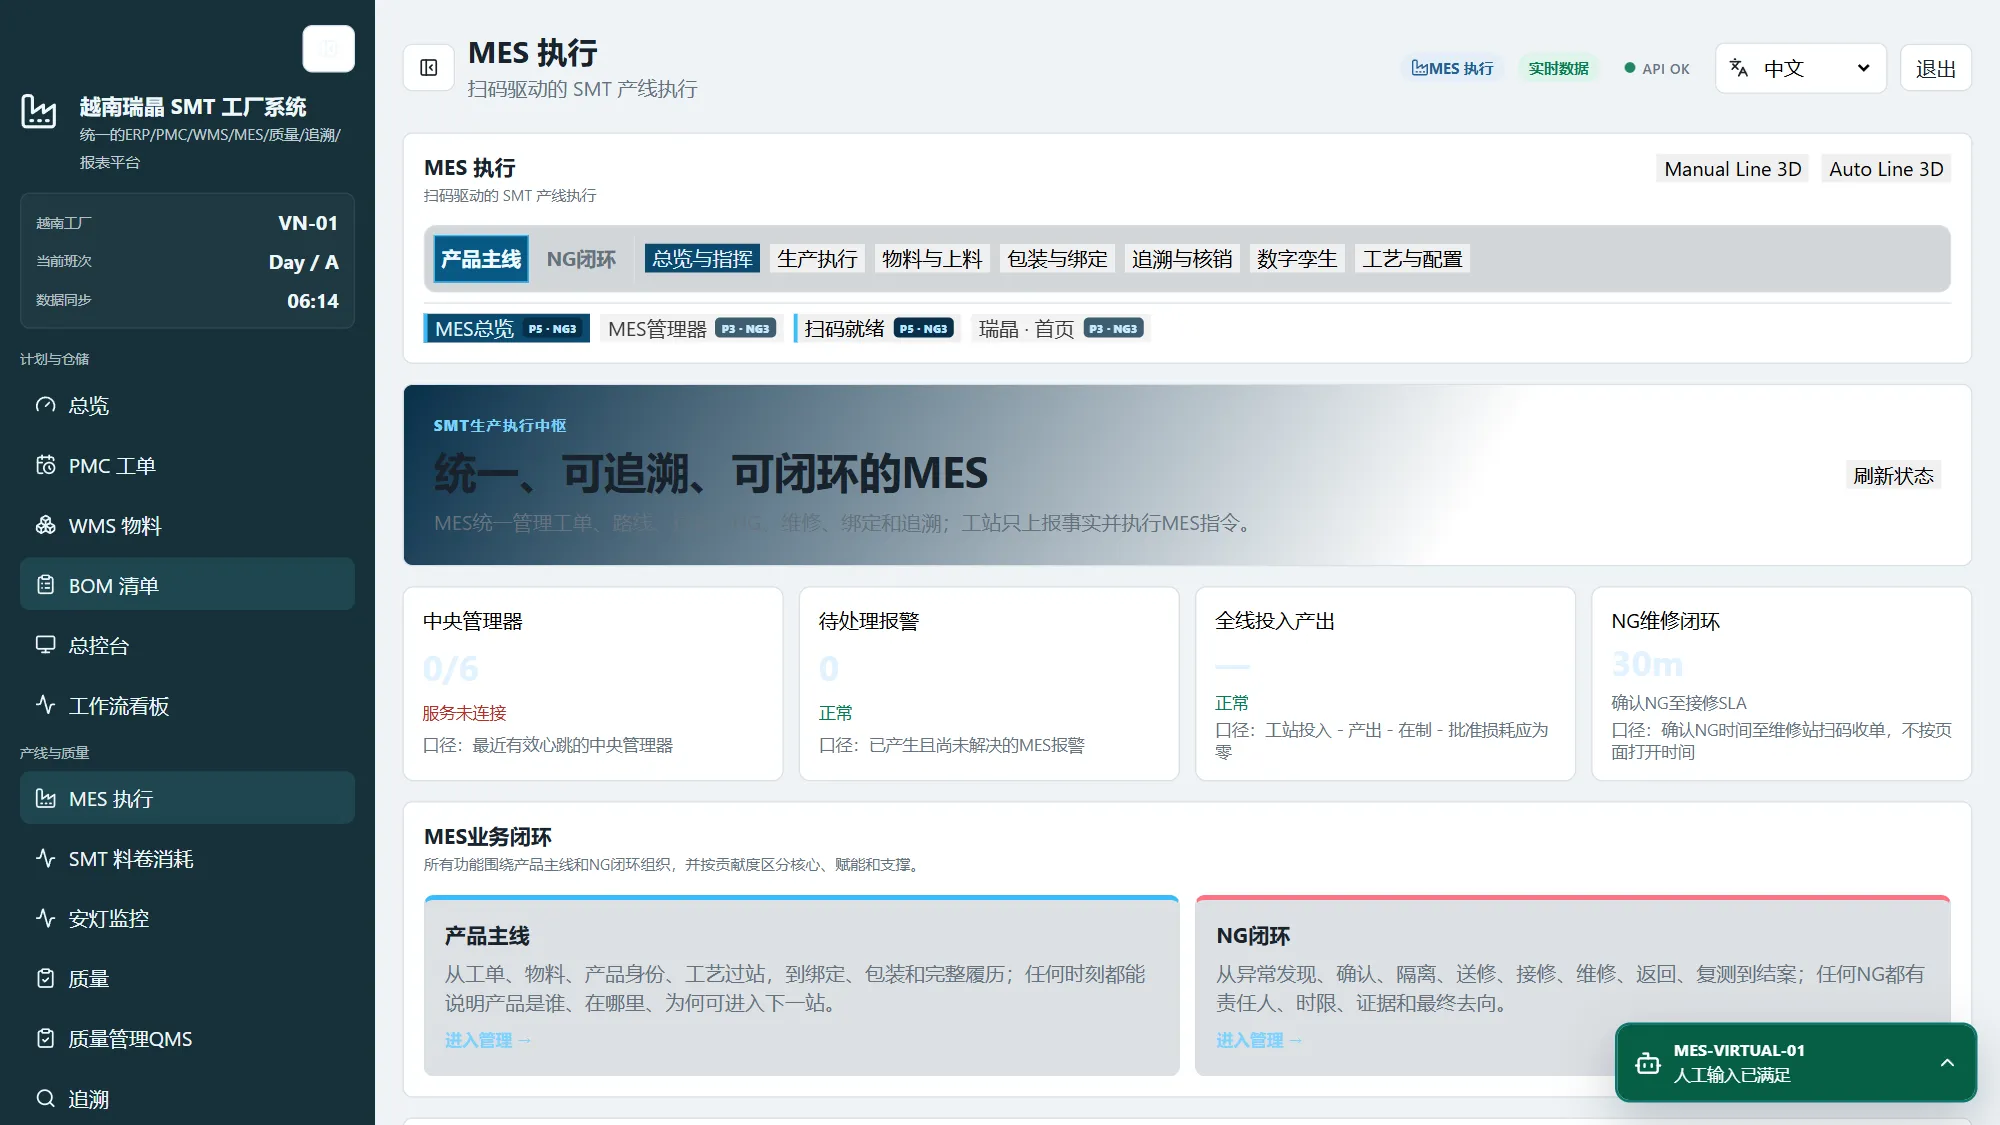 越南瑞晶 SMT 工厂系统
统一的ERP/PMC/WMS/MES/质量/追溯/
报表平台
越南工厂 VN-01
当前班次 Day / A
数据同步 06:14
计划与仓储
总览
PMC 工单
WMS 物料
BOM 清单
总控台
工作流看板
产线与质量
MES 执行
SMT 料卷消耗
安灯监控
质量
质量管理QMS
追溯
MES 执行
扫码驱动的 SMT 产线执行
MES 执行 实时数据 API OK 中文 退出
MES 执行
扫码驱动的 SMT 产线执行
Manual Line 3D Auto Line 3D
产品主线 NG闭环 总览与指挥 生产执行 物料与上料 包装与绑定 追溯与核销 数字孪生 工艺与配置
MES总览 P5 · NG3 MES管理器 P3 · NG3 扫码就绪 P5 · NG3 瑞晶 · 首页 P3 · NG3
SMT生产执行中枢
统一、可追溯、可闭环的MES
MES统一管理工单、路线、 NG、维修、绑定和追溯；工站只上报事实并执行MES指令。
刷新状态
中央管理器
0/6
服务未连接
口径：最近有效心跳的中央管理器
待处理报警
0
正常
口径：已产生且尚未解决的MES报警
全线投入产出
—
正常
口径：工站投入 - 产出 - 在制 - 批准损耗应为
零
NG维修闭环
30m
确认NG至接修SLA
口径：确认NG时间至维修站扫码收单，不按页
面打开时间
MES业务闭环
所有功能围绕产品主线和NG闭环组织，并按贡献度区分核心、赋能和支撑。
产品主线
从工单、物料、产品身份、工艺过站，到绑定、包装和完整履历；任何时刻都能
说明产品是谁、在哪里、为何可进入下一站。
进入管理 →
NG闭环
从异常发现、确认、隔离、送修、接修、维修、返回、复测到结案；任何NG都有
责任人、时限、证据和最终去向。
进入管理 →
MES-VIRTUAL-01
人工输入已满足